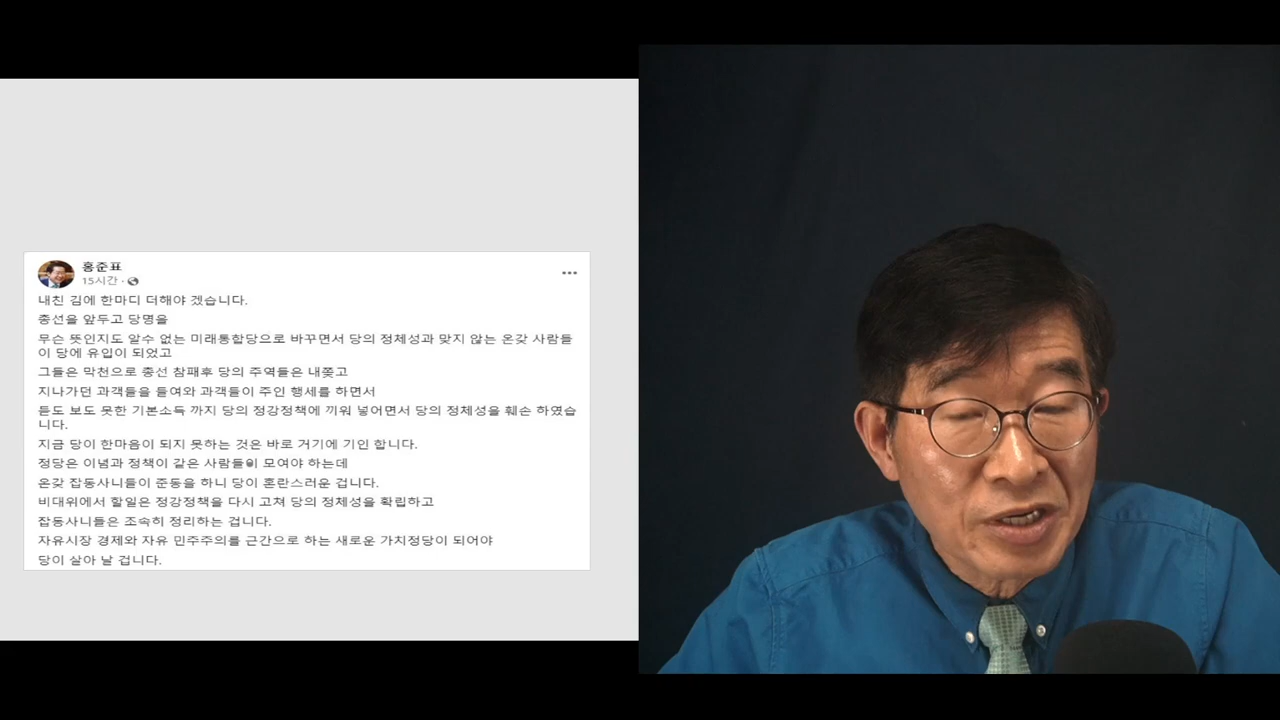 홍준표
15시간 ·
내친 김에 한마디 더해야 겠습니다.
총선을 앞두고 당명을
무슨 뜻인지도 알수 없는 미래통합당으로 바꾸면서 당의 정체성과 맞지 않는 온갖 사람들
이 당에 유입이 되었고
그들은 막천으로 총선 참패후 당의 주역들은 내쫒고
지나가던 과객들을 들여와 과객들이 주인 행세를 하면서
듣도 보도 못한 기본소득 까지 당의 정강정책에 끼워 넣어면서 당의 정체성을 훼손 하였습
니다.
지금 당이 한마음이 되지 못하는 것은 바로 거기에 기인 합니다.
정당은 이념과 정책이 같은 사람들이 모여야 하는데
온갖 잡동사니들이 준동을 하니 당이 혼란스러운 겁니다.
비대위에서 할일은 정강정책을 다시 고쳐 당의 정체성을 확립하고
잡동사니들은 조속히 정리하는 겁니다.
자유시장 경제와 자유 민주주의를 근간으로 하는 새로운 가치정당이 되어야
당이 살아 날 겁니다.